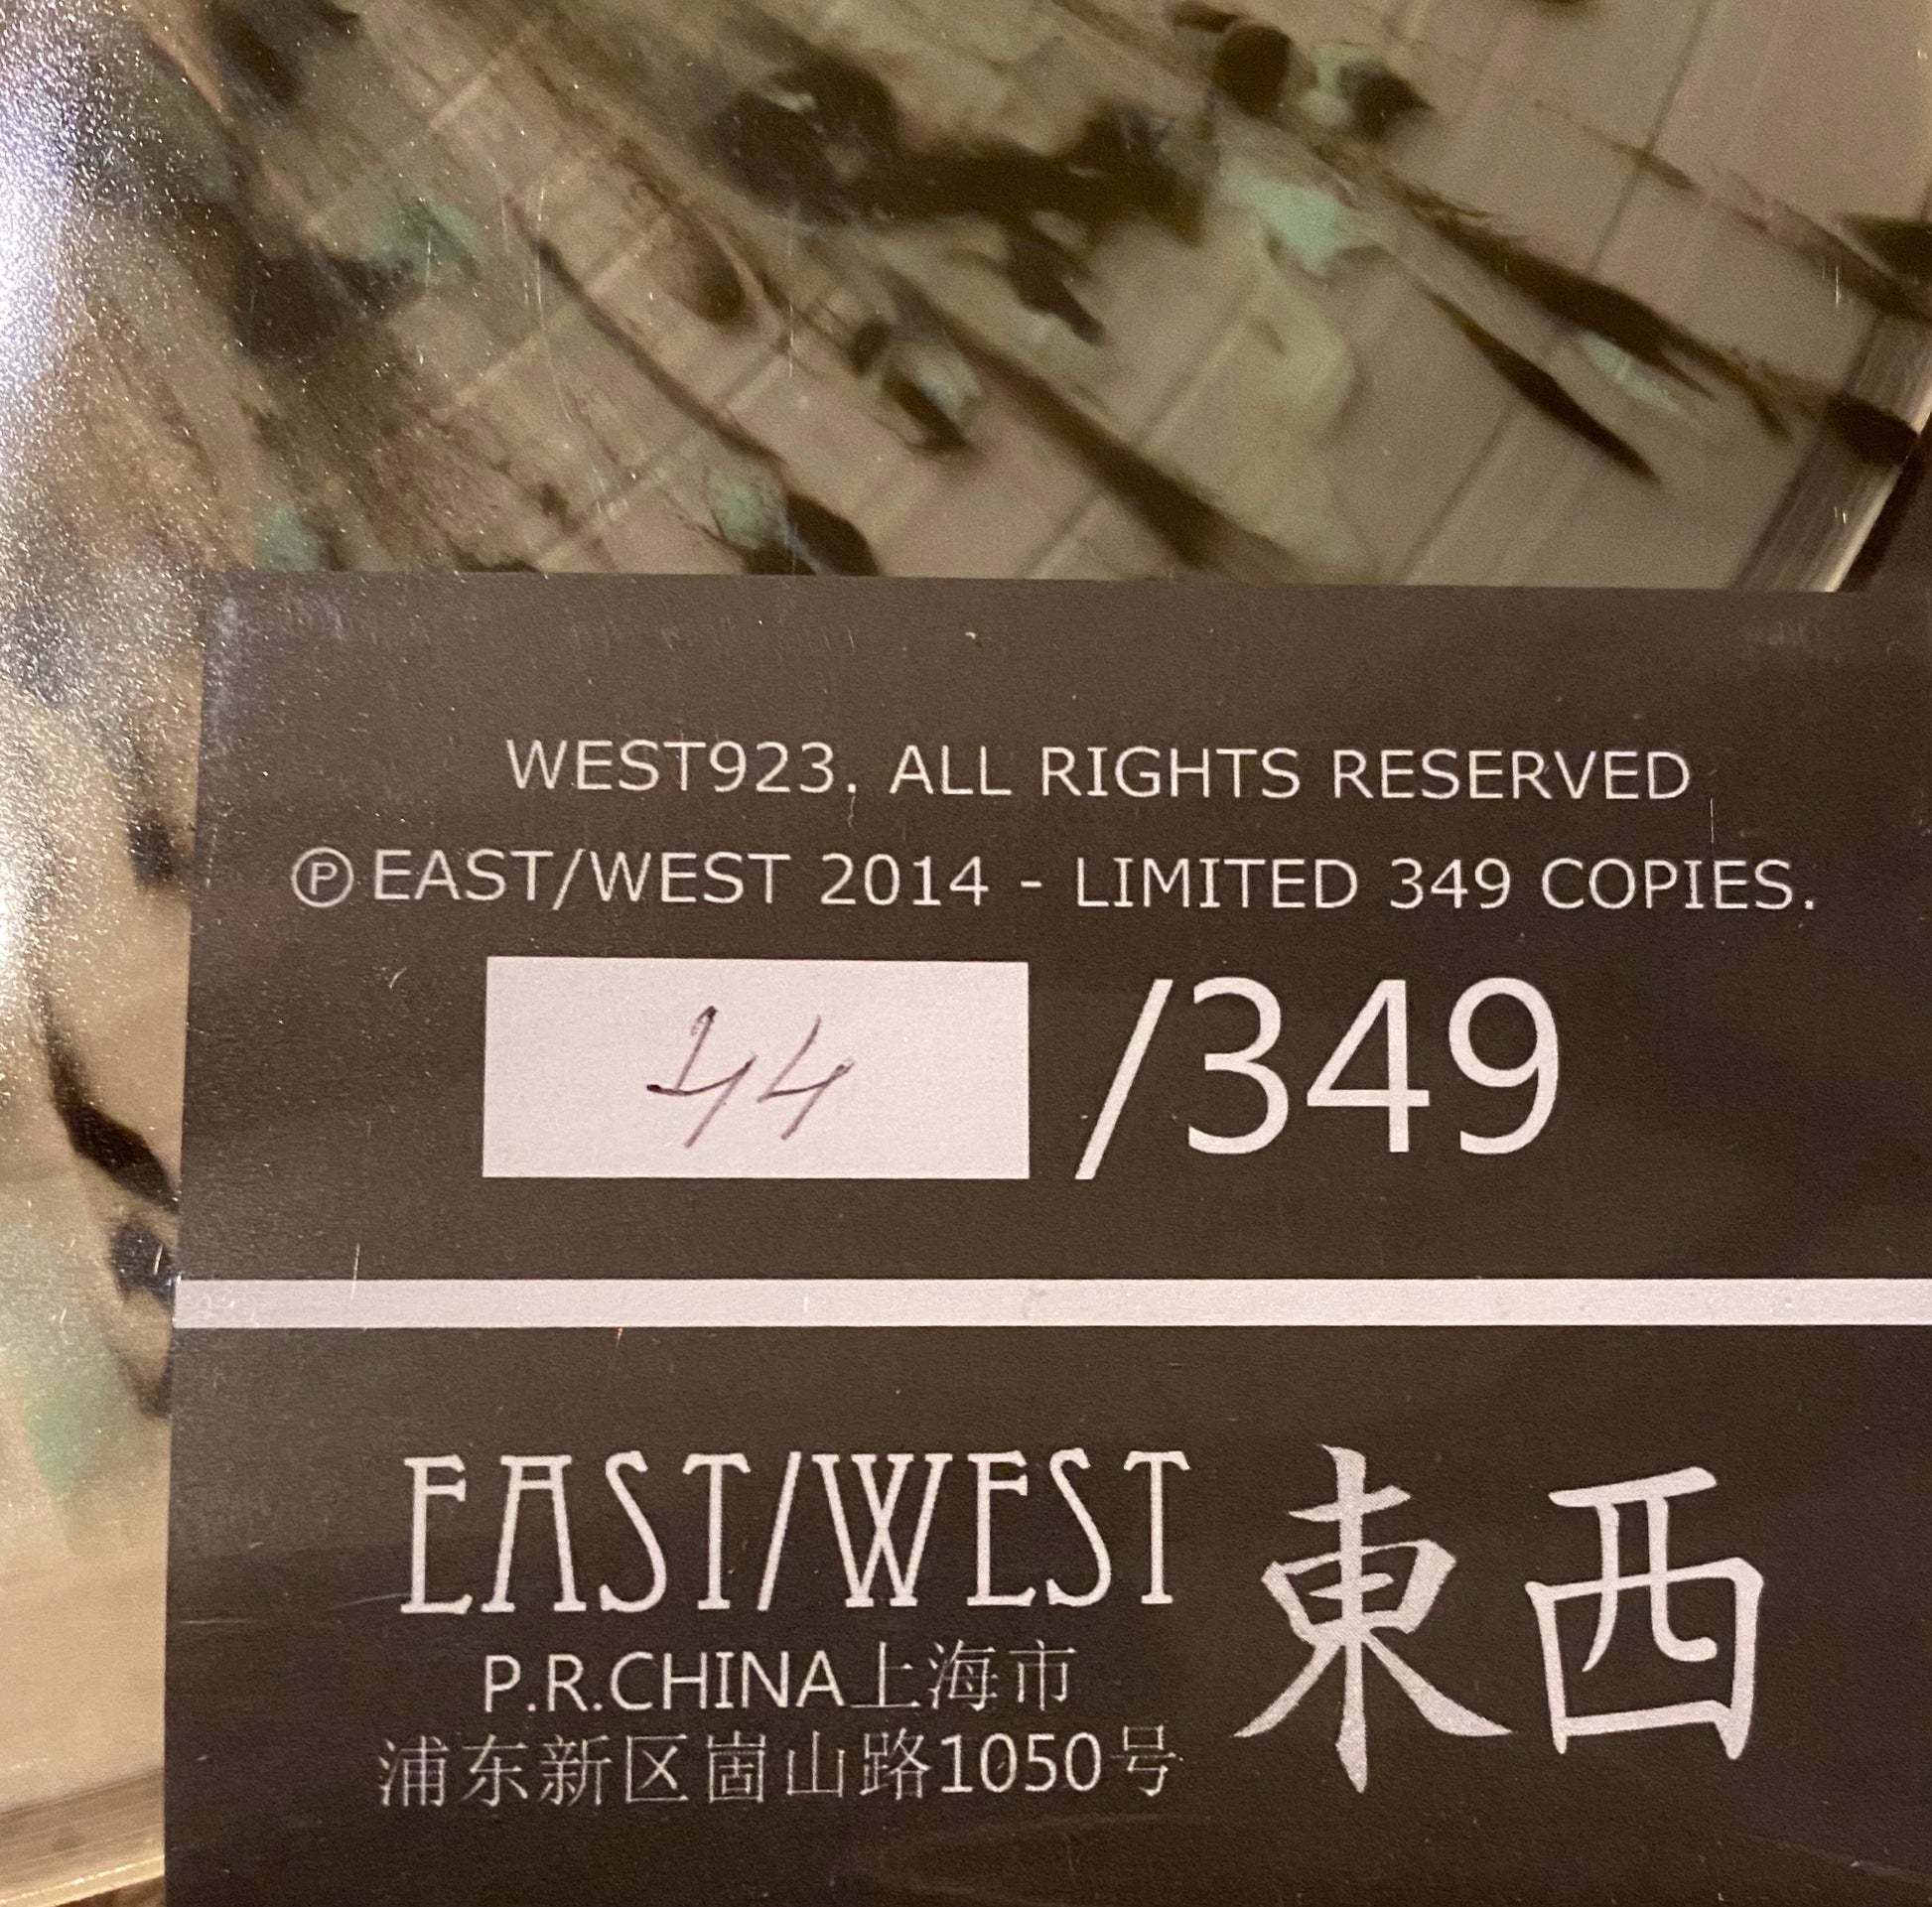 WEST923. ALL RIGHTS RESERVED
℗ EAST/WEST 2014 - LIMITED 349 COPIES.
44 /349
EAST/WEST 東西
P.R.CHINA上海市
浦东新区崮山路1050号